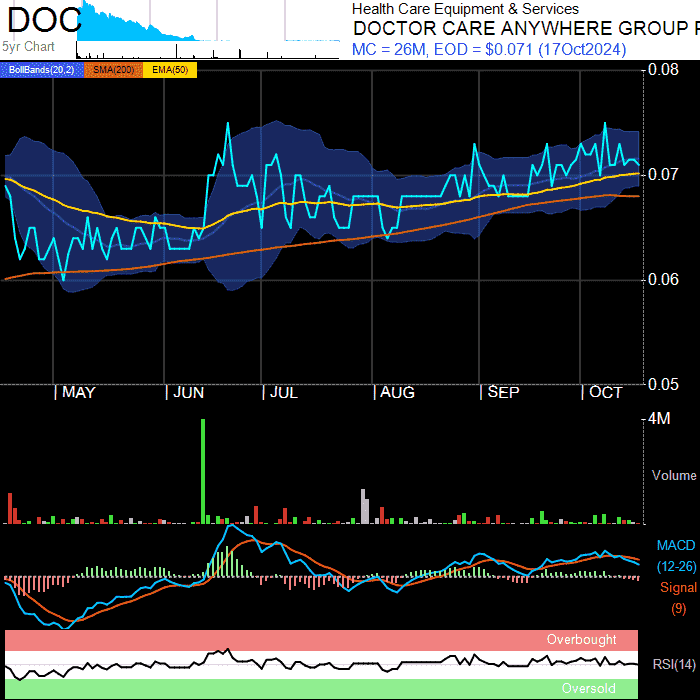 DOC
5yr Chart
Health Care Equipment & Services
DOCTOR CARE ANYWHERE GROUP P
MC = 26M, EOD = $0.071 (17Oct2024)
BollBands(20,2) SMA(200) EMA(50)
0.08
0.07
0.06
0.05
MAY JUN JUL AUG SEP OCT
4M
Volume
MACD
(12-26)
Signal
(9)
Overbought
RSI(14)
Oversold